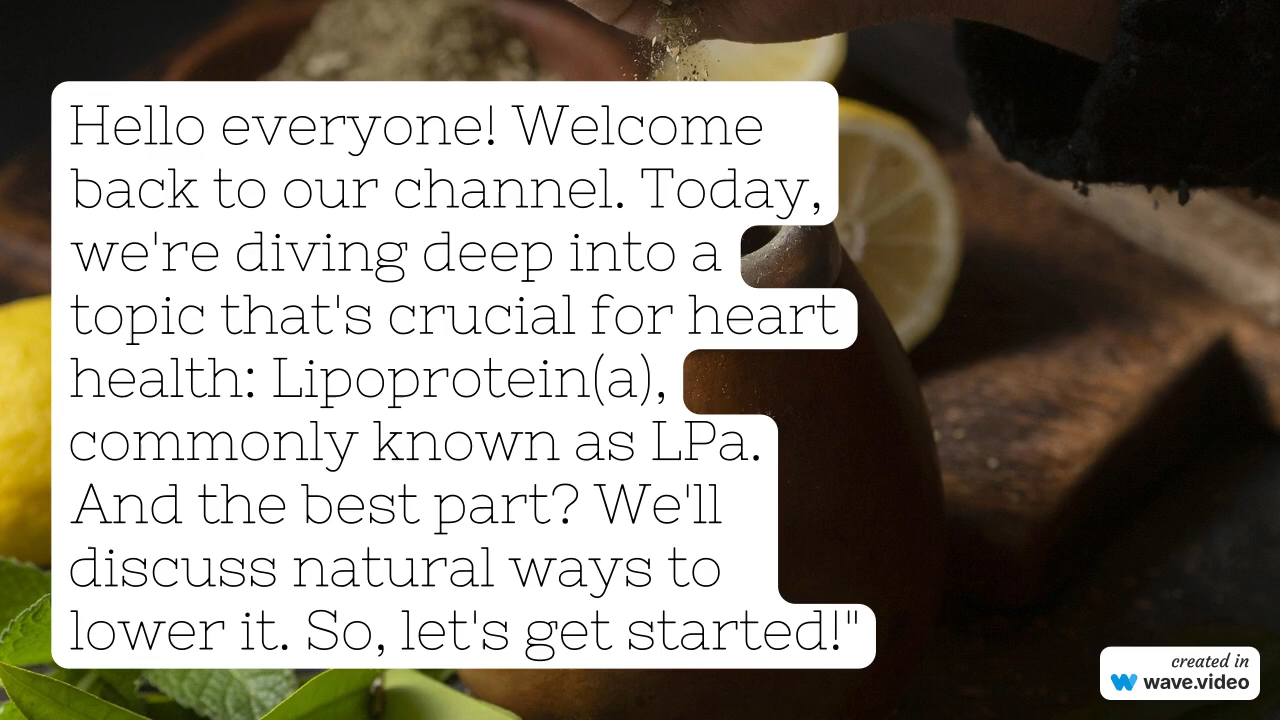 Hello everyone! Welcome
back to our channel. Today,
we're diving deep into a
topic that's crucial for heart
health: Lipoprotein(a),
commonly known as LPa.
And the best part? We'll
discuss natural ways to
lower it. So, let's get started!"
created in
wave.video